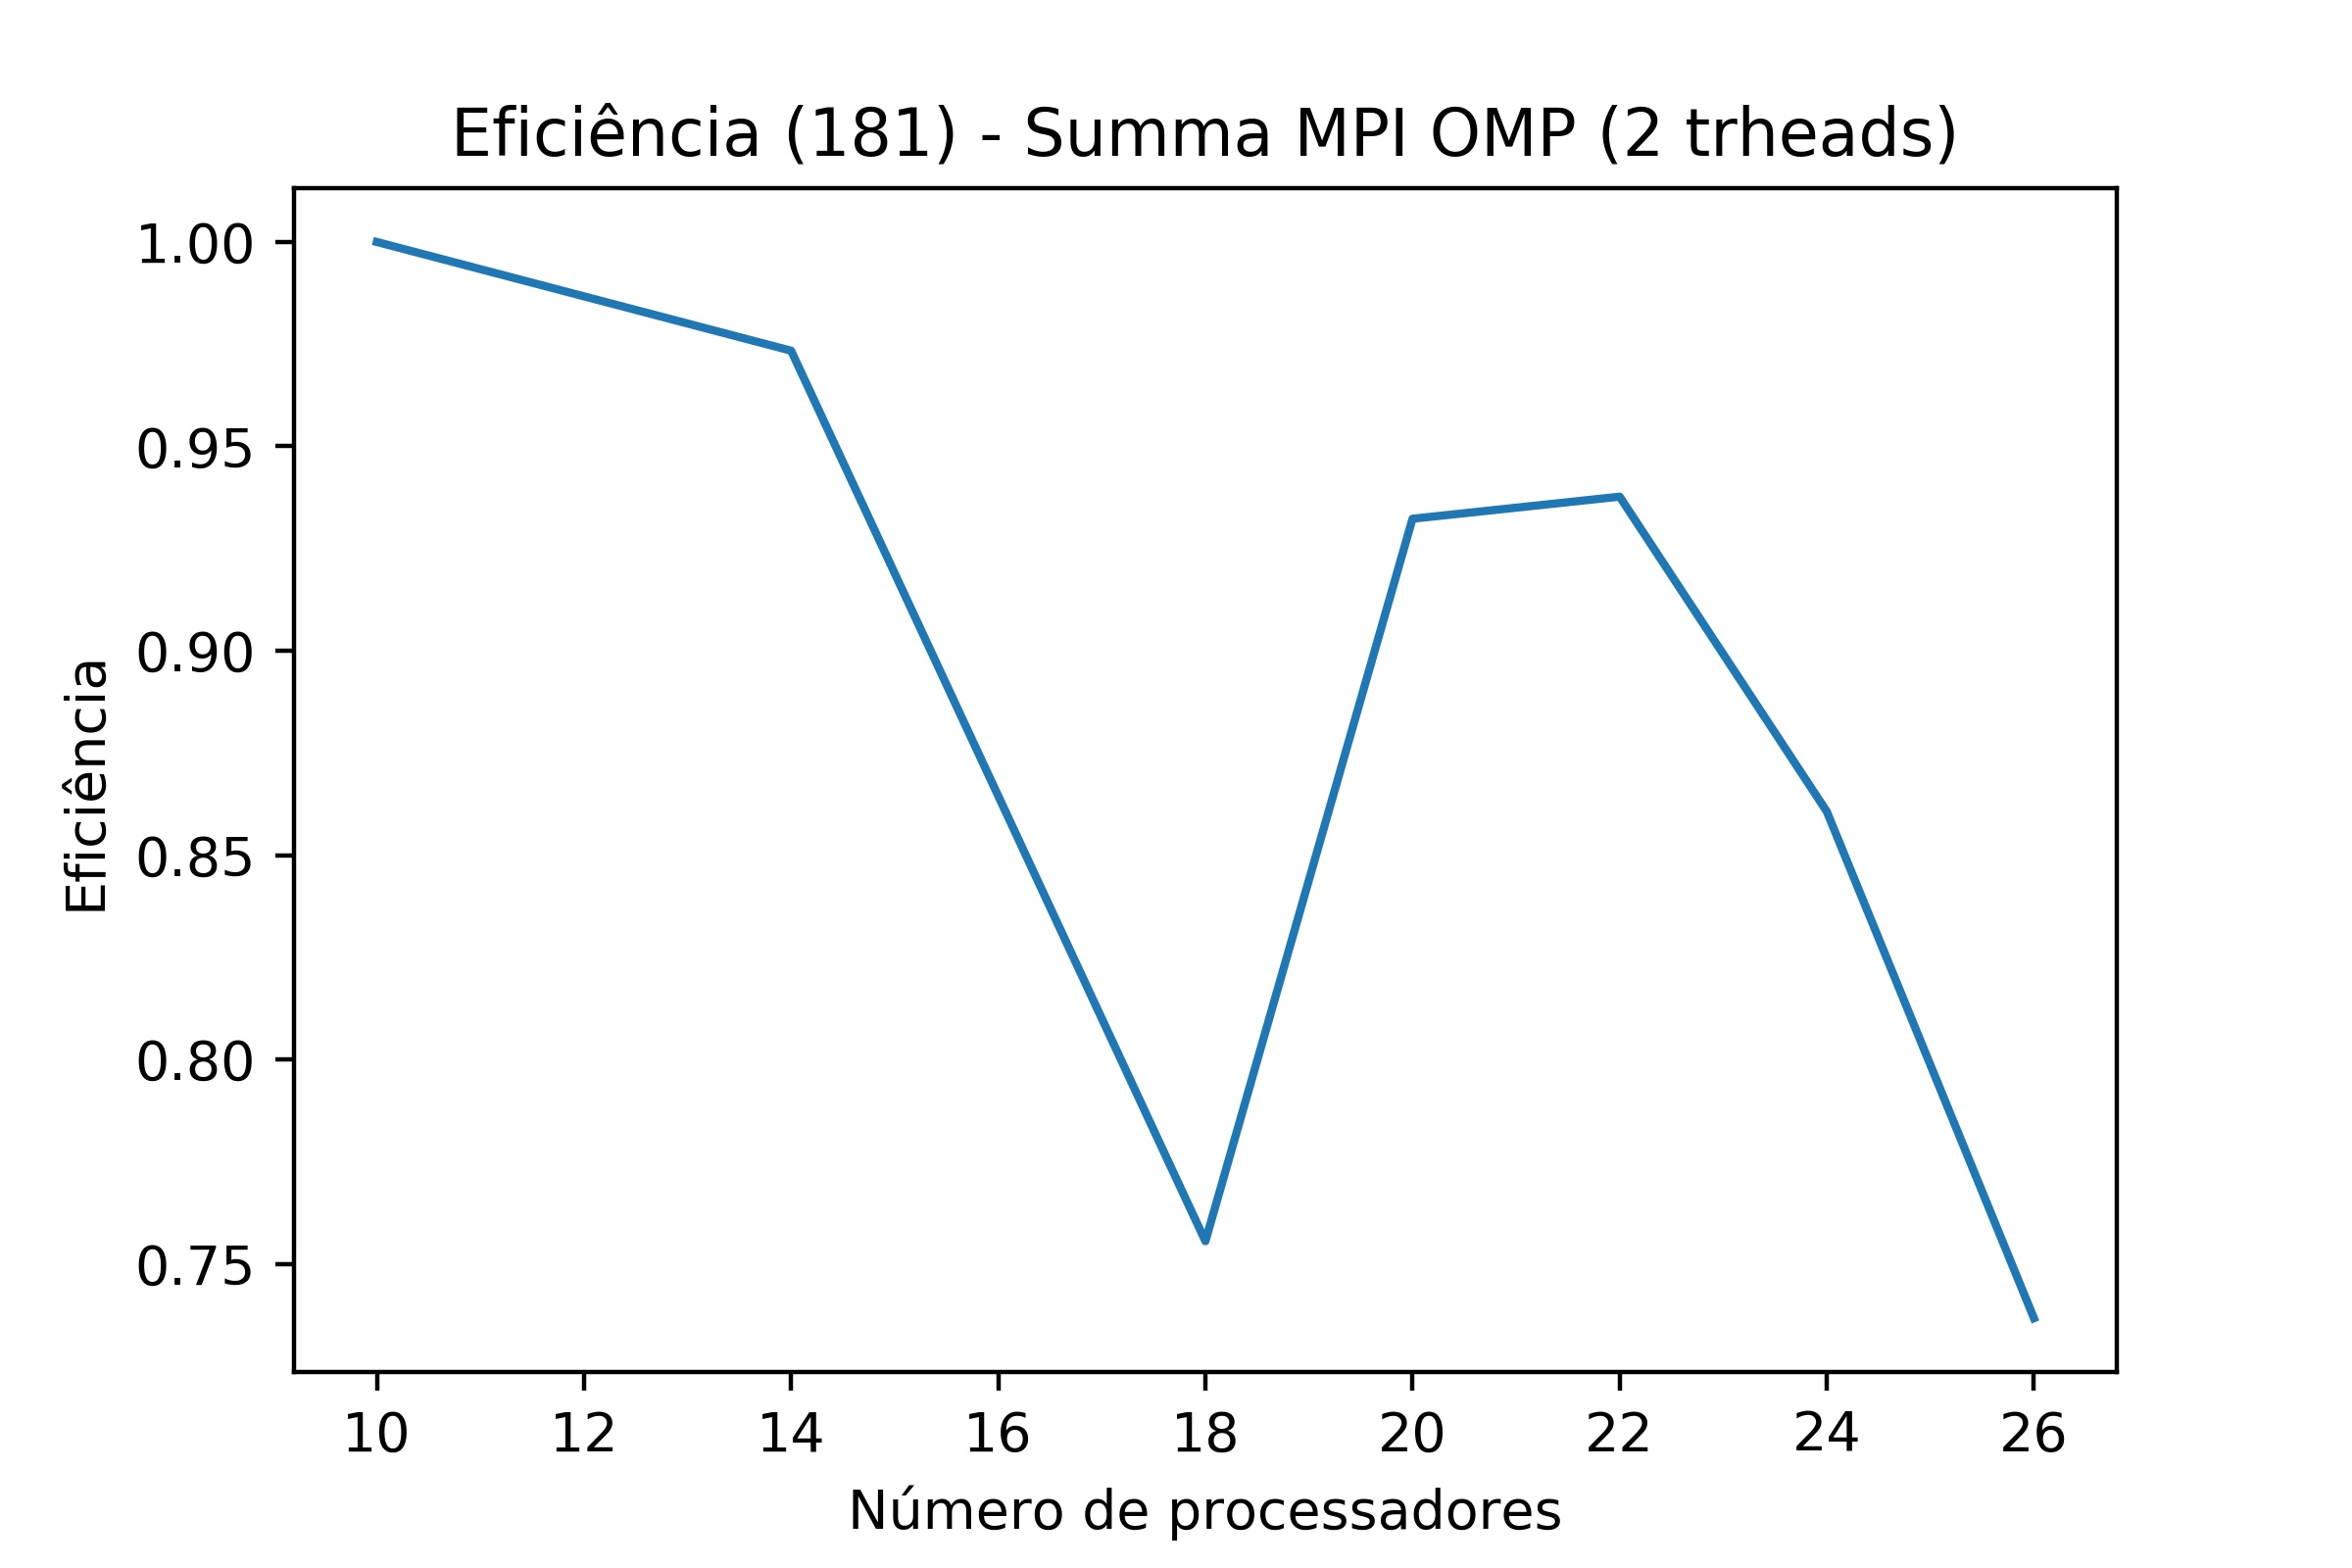 Eficiência (181) - Summa MPI OMP (2 trheads)
1.00
0.95
0.90
0.85
0.80
0.75
Eficiência
10 12 14 16 18 20 22 24 26
Número de processadores